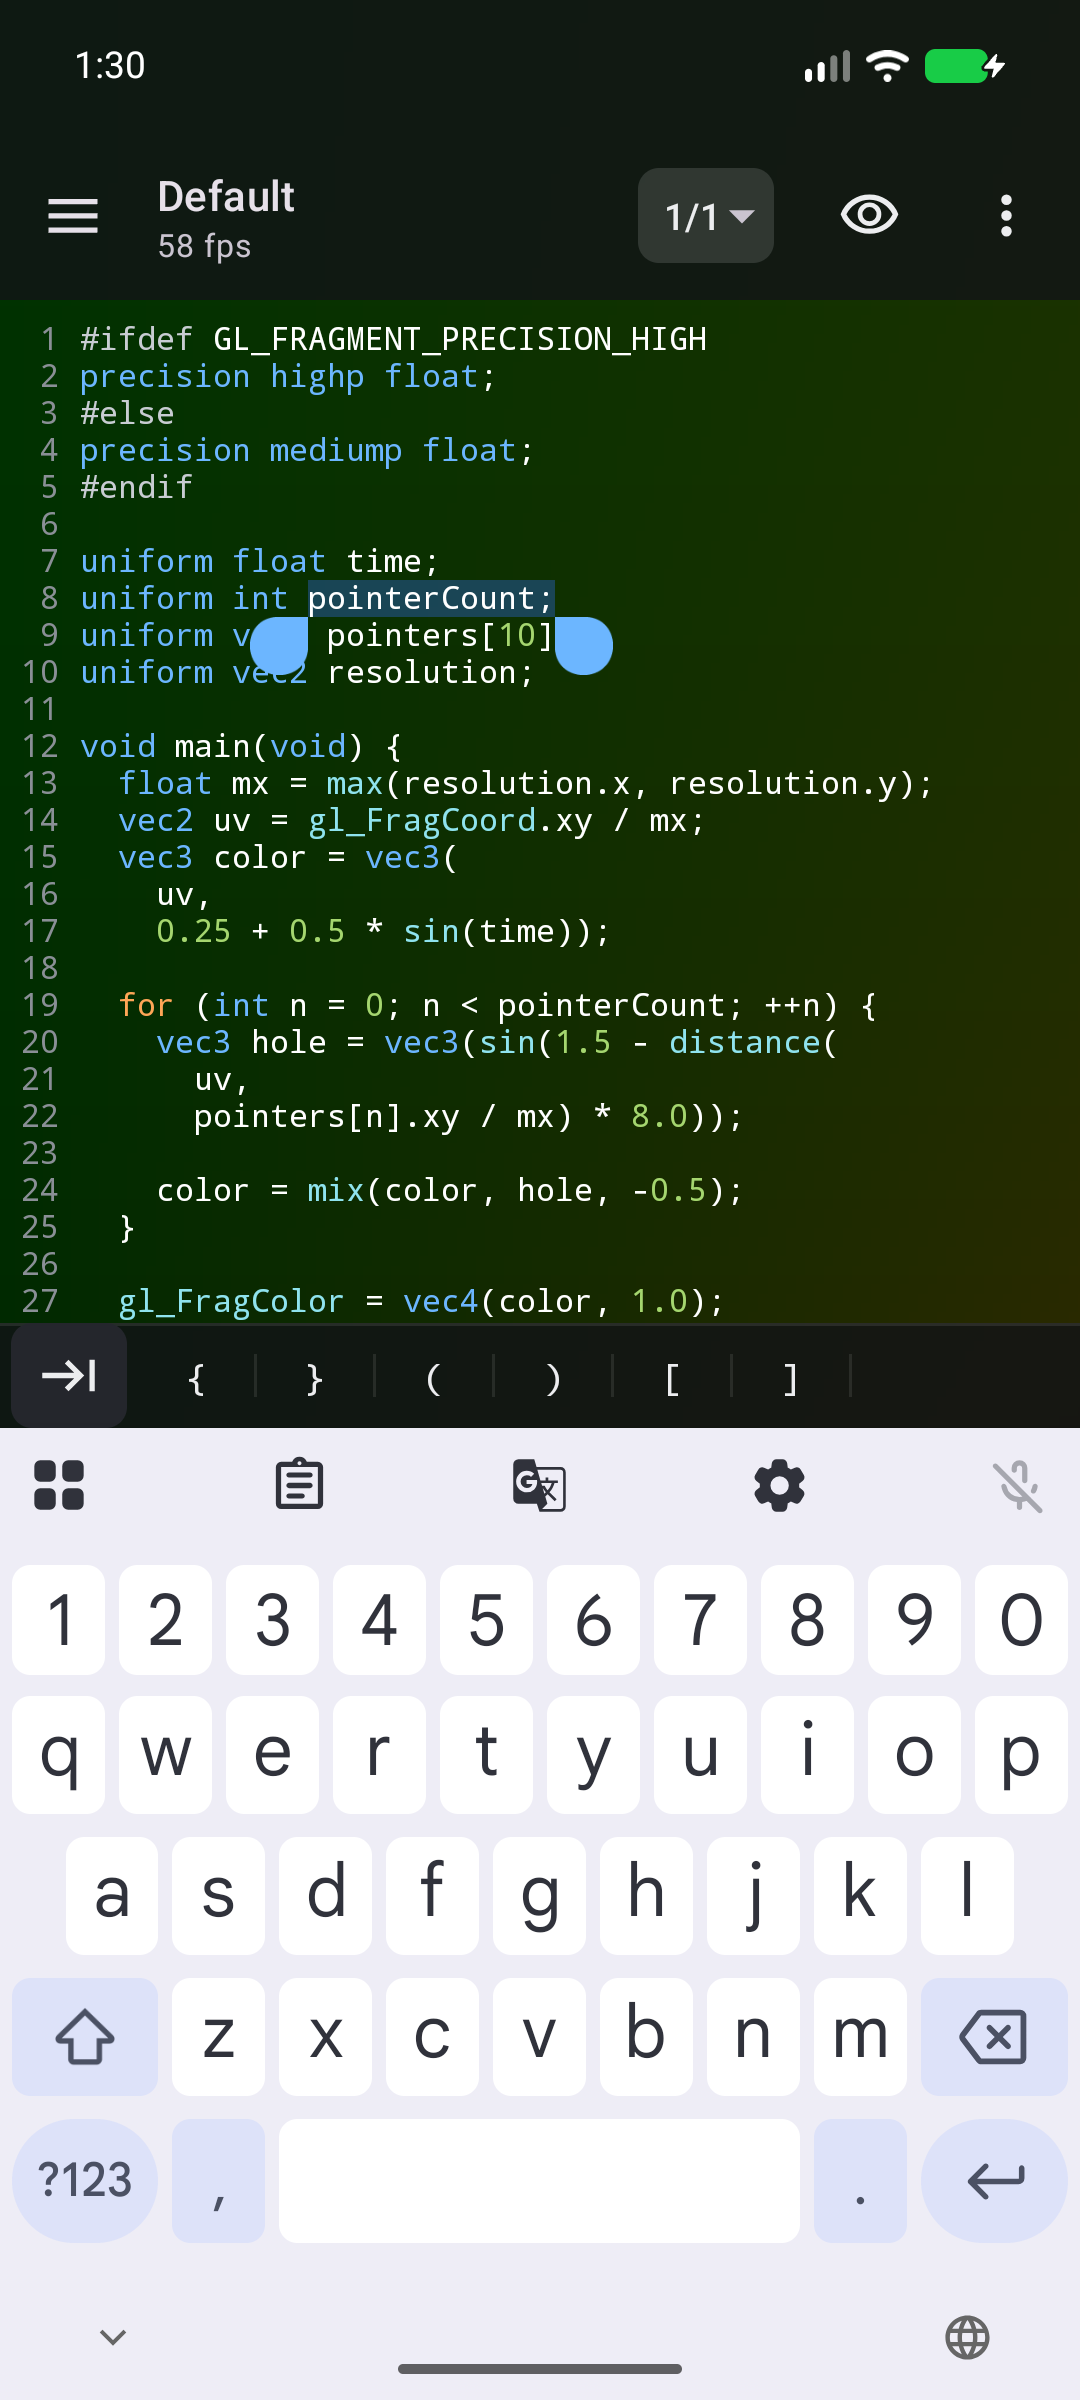 1:30
Default
58 fps
1/1
1 #ifdef GL_FRAGMENT_PRECISION_HIGH
2 precision highp float;
3 #else
4 precision mediump float;
5 #endif
6
7 uniform float time;
8 uniform int pointerCount;
9 uniform v pointers[10]
10 uniform vec2 resolution;
11
12 void main(void) {
13   float mx = max(resolution.x, resolution.y);
14   vec2 uv = gl_FragCoord.xy / mx;
15   vec3 color = vec3(
16     uv,
17     0.25 + 0.5 * sin(time));
18
19   for (int n = 0; n < pointerCount; ++n) {
20     vec3 hole = vec3(sin(1.5 - distance(
21       uv,
22       pointers[n].xy / mx) * 8.0));
23
24     color = mix(color, hole, -0.5);
25   }
26
27   gl_FragColor = vec4(color, 1.0);
{ } ( ) [ ]
G 文
1 2 3 4 5 6 7 8 9 0
q w e r t y u i o p
a s d f g h j k l
z x c v b n m
?123 , .